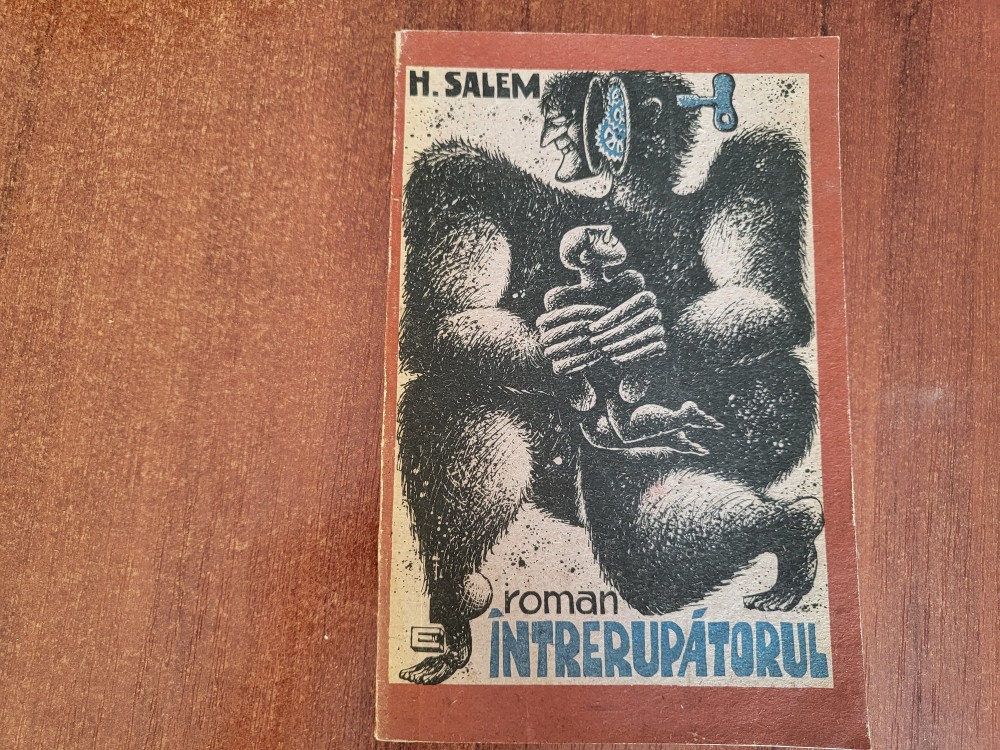 H. SALEM
roman
ÎNTRERUPĂTORUL
E